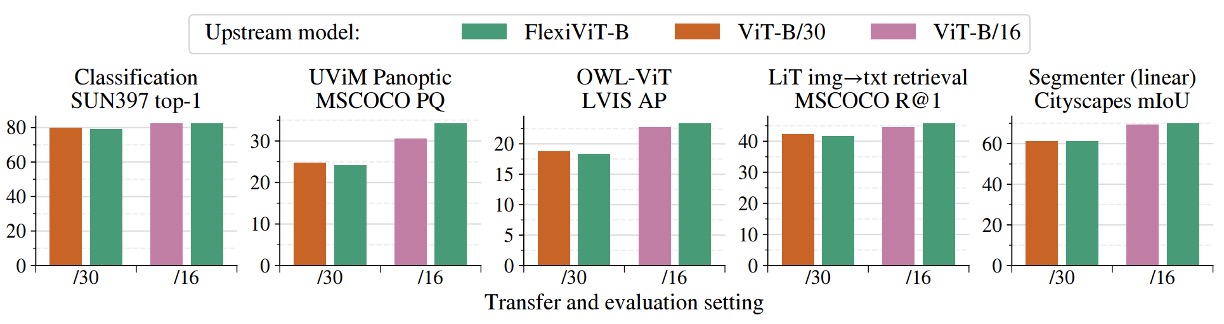 Upstream model: FlexiViT-B ViT-B/30 ViT-B/16
Classification
SUN397 top-1
80
60
40
20
0
/30 /16
UViM Panoptic
MSCOCO PQ
30
20
10
0
/30 /16
OWL-ViT
LVIS AP
20
15
10
5
0
/30 /16
LiT img→txt retrieval
MSCOCO R@1
40
30
20
10
0
/30 /16
Segmenter (linear)
Cityscapes mIoU
60
40
20
0
/30 /16
Transfer and evaluation setting